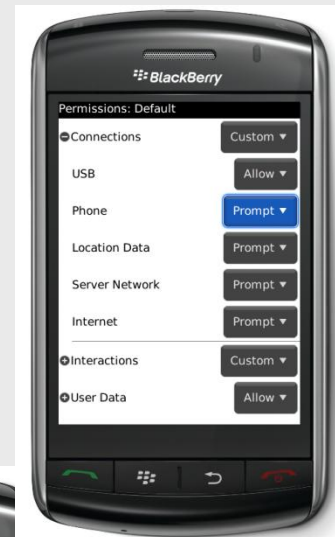 BlackBerry
Permissions: Default
Connections Custom
USB Allow
Phone Prompt
Location Data Prompt
Server Network Prompt
Internet Prompt
Interactions Custom
User Data Allow